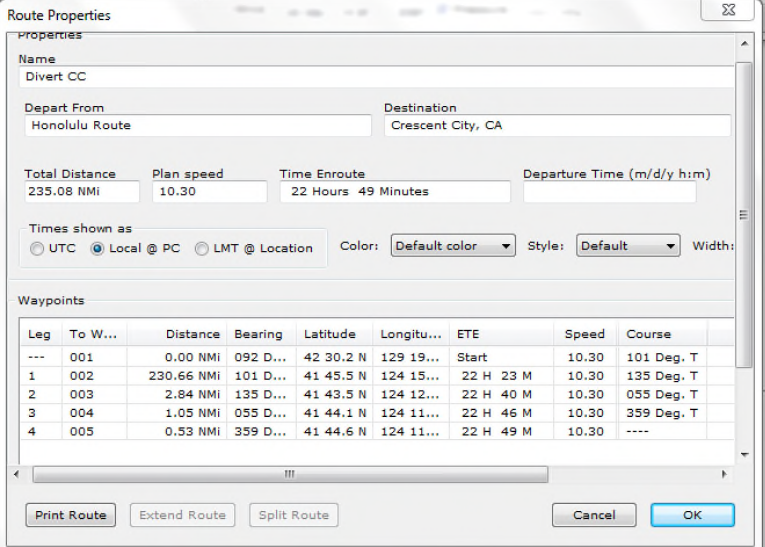 Route Properties
Properties
Name
Divert CC
Depart From Destination
Honolulu Route Crescent City, CA
Total Distance Plan speed Time Enroute Departure Time (m/d/y h:m)
235.08 NMi 10.30 22 Hours 49 Minutes
Times shown as
UTC Local @ PC LMT @ Location Color: Default color Style: Default Width:
Waypoints
Leg To W... Distance Bearing Latitude Longitu... ETE Speed Course
--- 001 0.00 NMi 092 D... 42 30.2 N 129 19... Start 10.30 101 Deg. T
1 002 230.66 NMi 101 D... 41 45.5 N 124 15... 22 H 23 M 10.30 135 Deg. T
2 003 2.84 NMi 135 D... 41 43.5 N 124 12... 22 H 40 M 10.30 055 Deg. T
3 004 1.05 NMi 055 D... 41 44.1 N 124 11... 22 H 46 M 10.30 359 Deg. T
4 005 0.53 NMi 359 D... 41 44.6 N 124 11... 22 H 49 M 10.30 ----
Print Route Extend Route Split Route Cancel OK